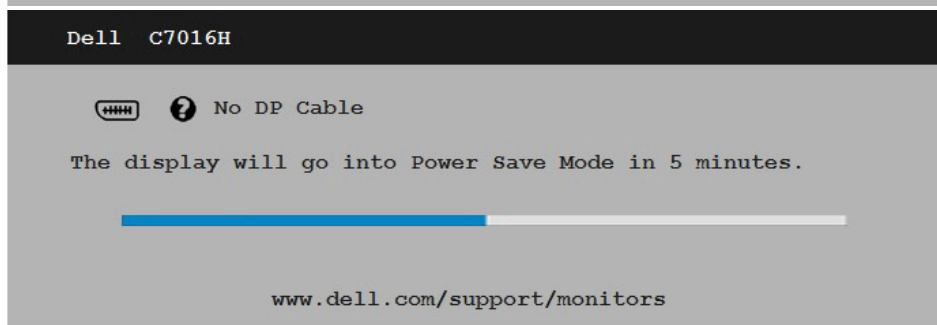 Dell C7016H
No DP Cable
The display will go into Power Save Mode in 5 minutes.
www.dell.com/support/monitors